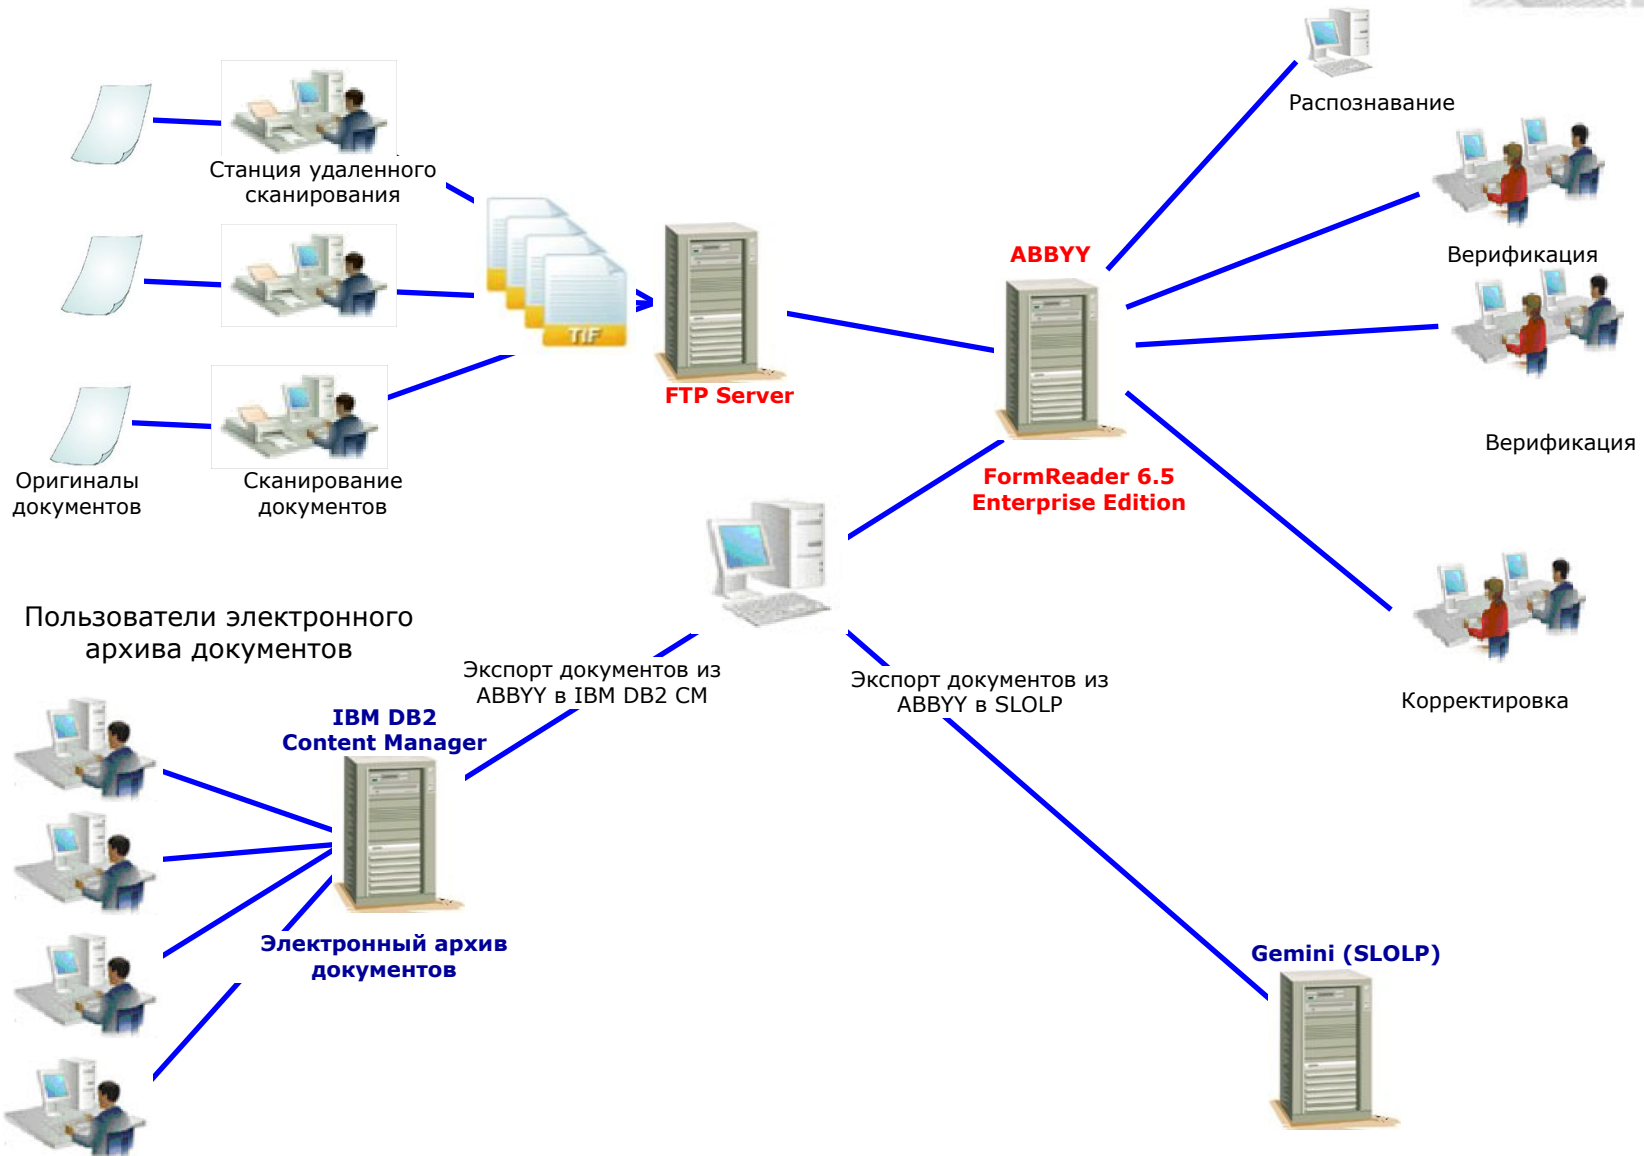 Распознавание
Станция удаленного
сканирования
Верификация
ABBYY
TIF
FTP Server
Верификация
FormReader 6.5
Enterprise Edition
Оригиналы
документов
Сканирование
документов
Пользователи электронного
архива документов
Экспорт документов из
ABBYY в IBM DB2 CM
Экспорт документов из
ABBYY в SLOLP
Корректировка
IBM DB2
Content Manager
Электронный архив
документов
Gemini (SLOLP)